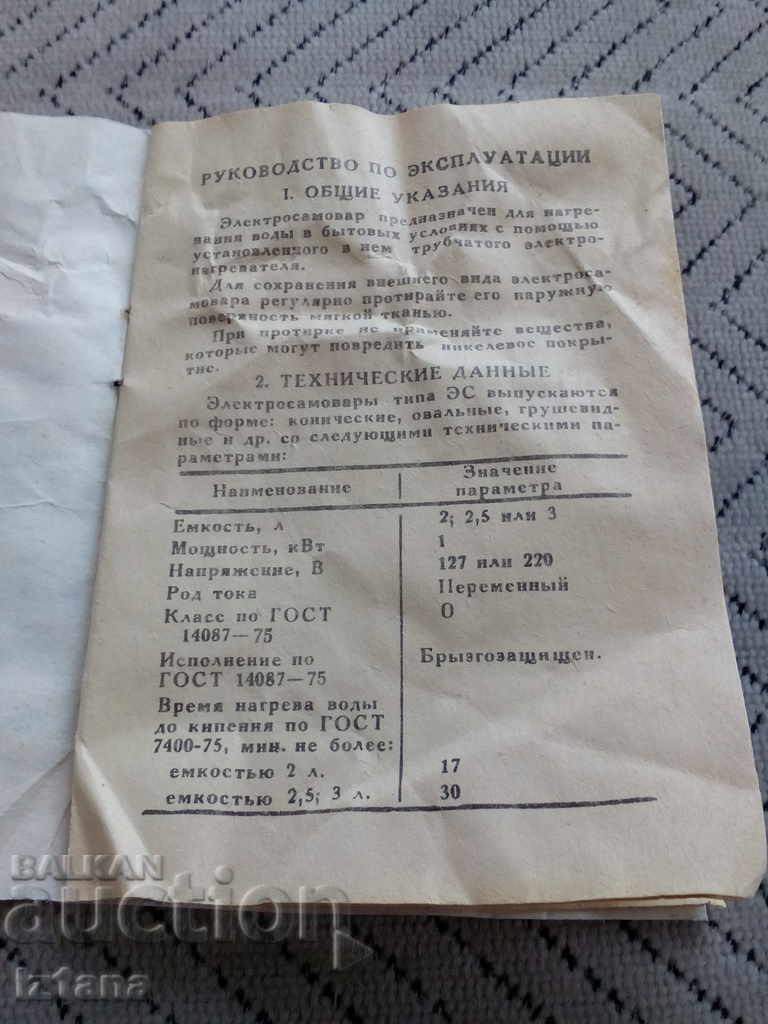 РУКОВОДСТВО ПО ЭКСПЛУАТАЦИИ
I. ОБЩИЕ УКАЗАНИЯ
Электросамовар предназначен для нагре-
вания воды в бытовых условиях с помощью
установленного в нем трубчатого электро-
нагревателя.
Для сохранения внешнего вида электроса-
мовара регулярно протирайте его наружную
поверхность мягкой тканью.
При протирке не применяйте вещества,
которые могут повредить никелевое покры-
тие.
2. ТЕХНИЧЕСКИЕ ДАННЫЕ
Электросамовары типа ЭС выпускаются
по форме: конические, овальные, грушевид-
ные и др. со следующими техническими па-
раметрами:
Наименование Значение параметра
Емкость, л 2; 2,5 или 3
Мощность, кВт 1
Напряжение, В 127 или 220
Род тока Переменный
Класс по ГОСТ О
14087—75
Исполнение по Брызгозащищен.
ГОСТ 14087—75
Время нагрева воды
до кипения по ГОСТ
7400-75, мин. не более:
емкостью 2 л. 17
емкостью 2,5; 3 л. 30
BALKAN
auction
Iz1ana